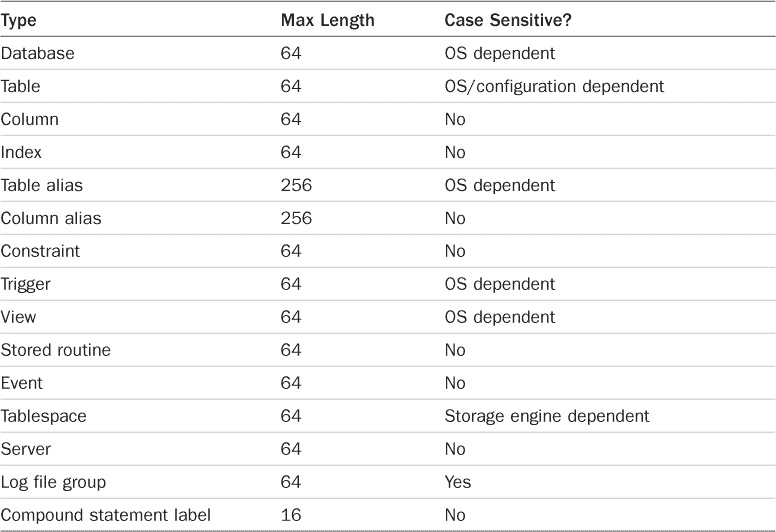 Type Max Length Case Sensitive?
Database 64 OS dependent
Table 64 OS/configuration dependent
Column 64 No
Index 64 No
Table alias 256 OS dependent
Column alias 256 No
Constraint 64 No
Trigger 64 OS dependent
View 64 OS dependent
Stored routine 64 No
Event 64 No
Tablespace 64 Storage engine dependent
Server 64 No
Log file group 64 Yes
Compound statement label 16 No